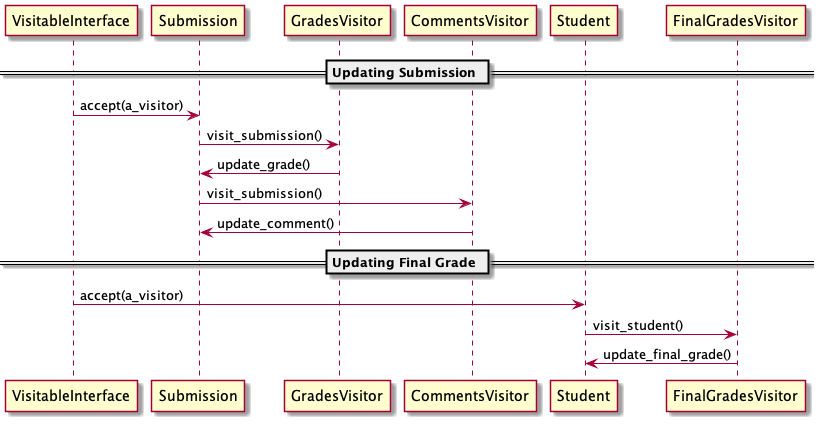 VisitableInterface Submission GradesVisitor CommentsVisitor Student FinalGradesVisitor
Updating Submission
accept(a_visitor)
visit_submission()
update_grade()
visit_submission()
update_comment()
Updating Final Grade
accept(a_visitor)
visit_student()
update_final_grade()
VisitableInterface Submission GradesVisitor CommentsVisitor Student FinalGradesVisitor